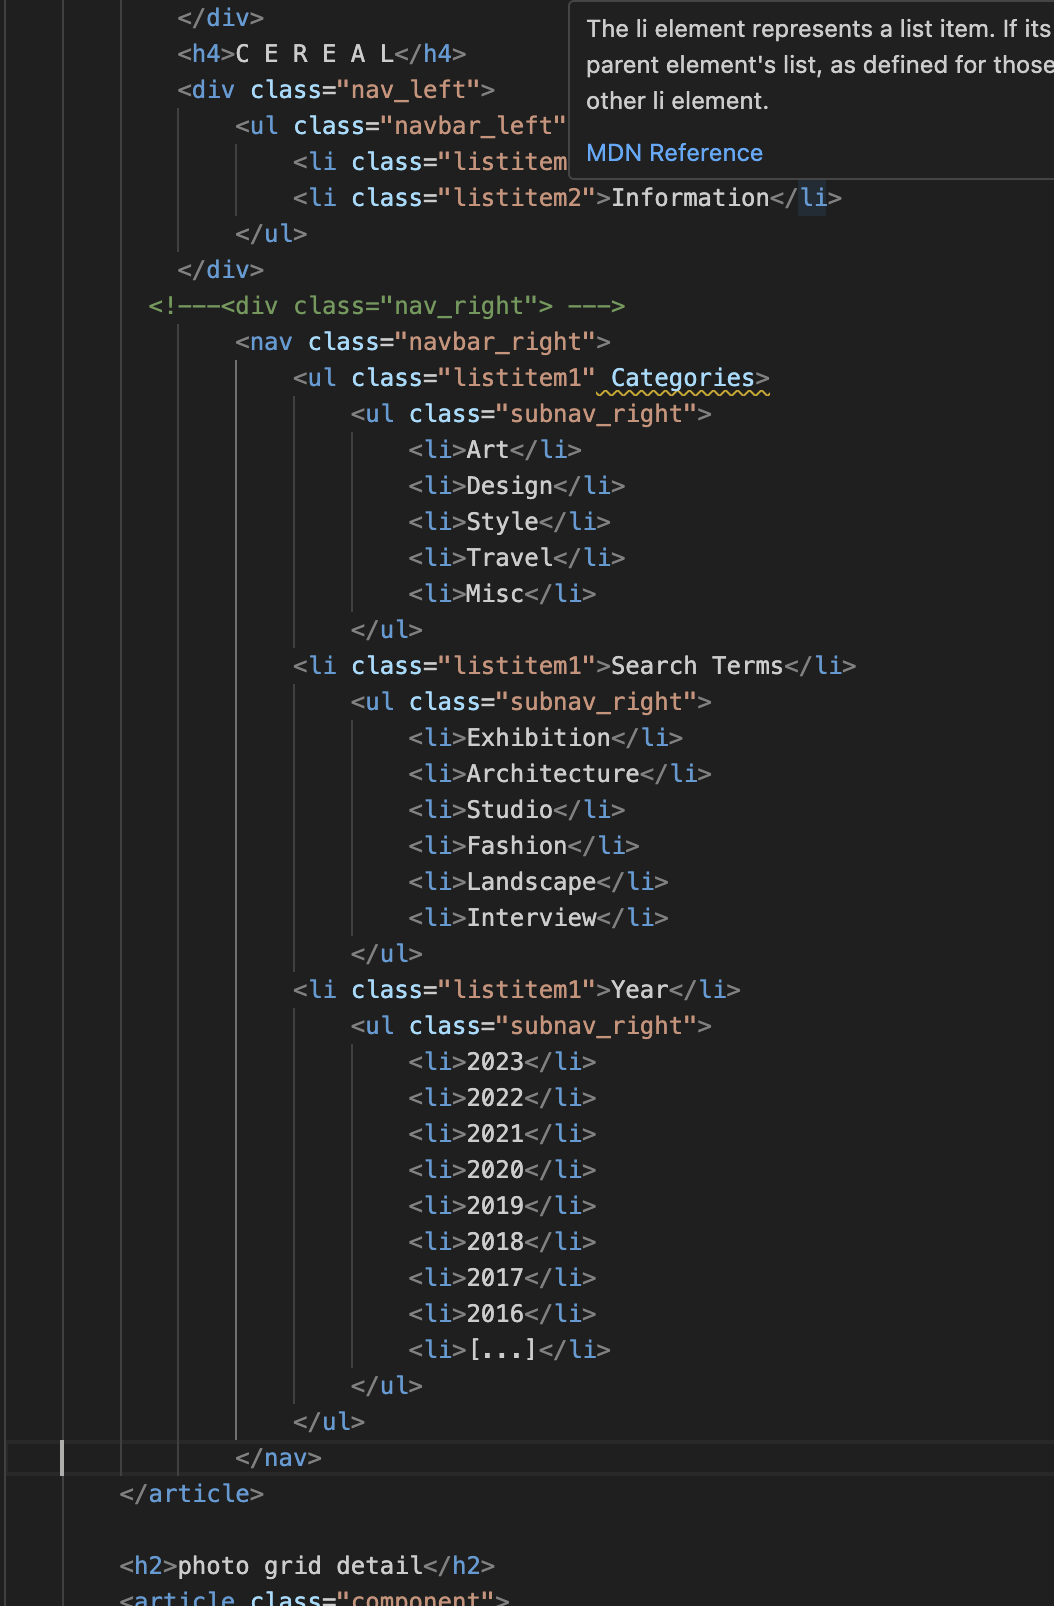 </div>
<h4>C E R E A L</h4>
<div class="nav_left">
<ul class="navbar_left"
<li class="listitem
<li class="listitem2">Information</li>
</ul>
</div>
<!---<div class="nav_right"> --->
<nav class="navbar_right">
<ul class="listitem1" Categories>
<ul class="subnav_right">
<li>Art</li>
<li>Design</li>
<li>Style</li>
<li>Travel</li>
<li>Misc</li>
</ul>
<li class="listitem1">Search Terms</li>
<ul class="subnav_right">
<li>Exhibition</li>
<li>Architecture</li>
<li>Studio</li>
<li>Fashion</li>
<li>Landscape</li>
<li>Interview</li>
</ul>
<li class="listitem1">Year</li>
<ul class="subnav_right">
<li>2023</li>
<li>2022</li>
<li>2021</li>
<li>2020</li>
<li>2019</li>
<li>2018</li>
<li>2017</li>
<li>2016</li>
<li>[...]</li>
</ul>
</ul>
</nav>
</article>
<h2>photo grid detail</h2>
<article class="component">
The li element represents a list item. If its
parent element's list, as defined for those
other li element.
MDN Reference